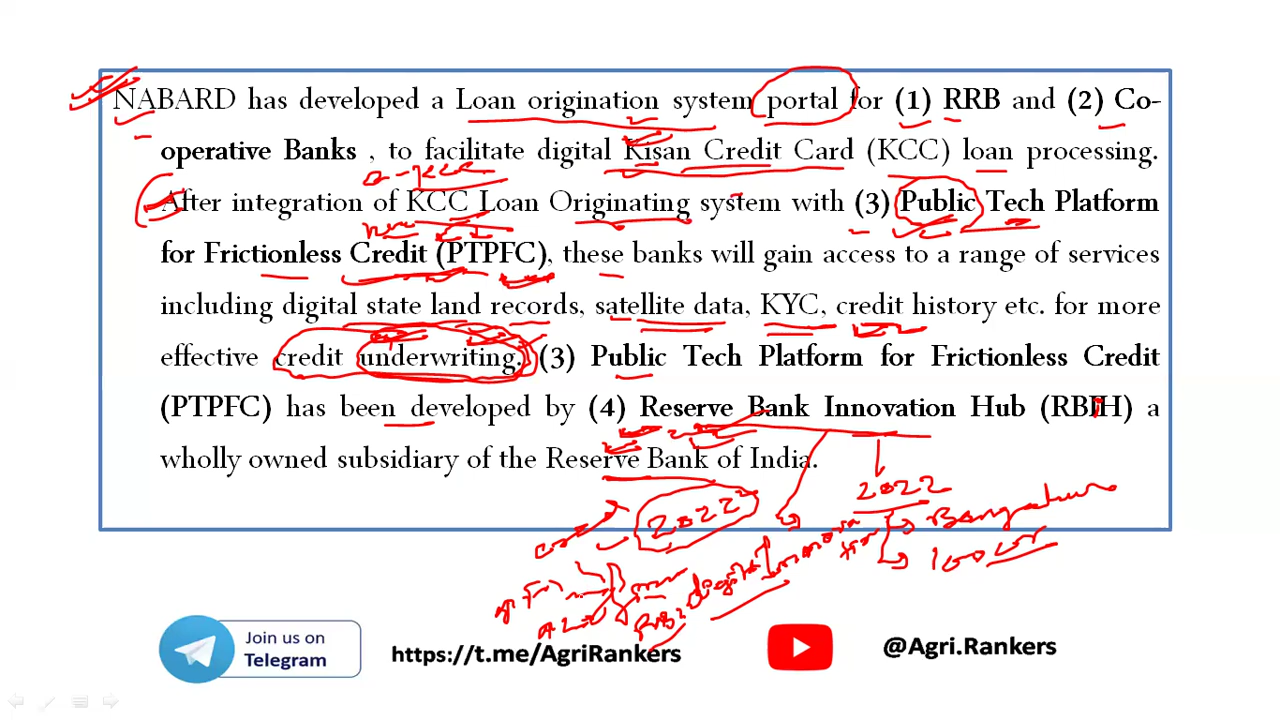 NABARD has developed a Loan origination system portal for (1) RRB and (2) Co-
operative Banks , to facilitate digital Kisan Credit Card (KCC) loan processing.
e-KCC
After integration of KCC Loan Originating system with (3) Public Tech Platform
for Frictionless Credit (PTPFC), these banks will gain access to a range of services
including digital state land records, satellite data, KYC, credit history etc. for more
effective credit underwriting. (3) Public Tech Platform for Frictionless Credit
(PTPFC) has been developed by (4) Reserve Bank Innovation Hub (RBIH) a
wholly owned subsidiary of the Reserve Bank of India.
2022
2022
Bangalore
100 cr
digital Innovation
Join us on
Telegram
https://t.me/AgriRankers
@Agri.Rankers